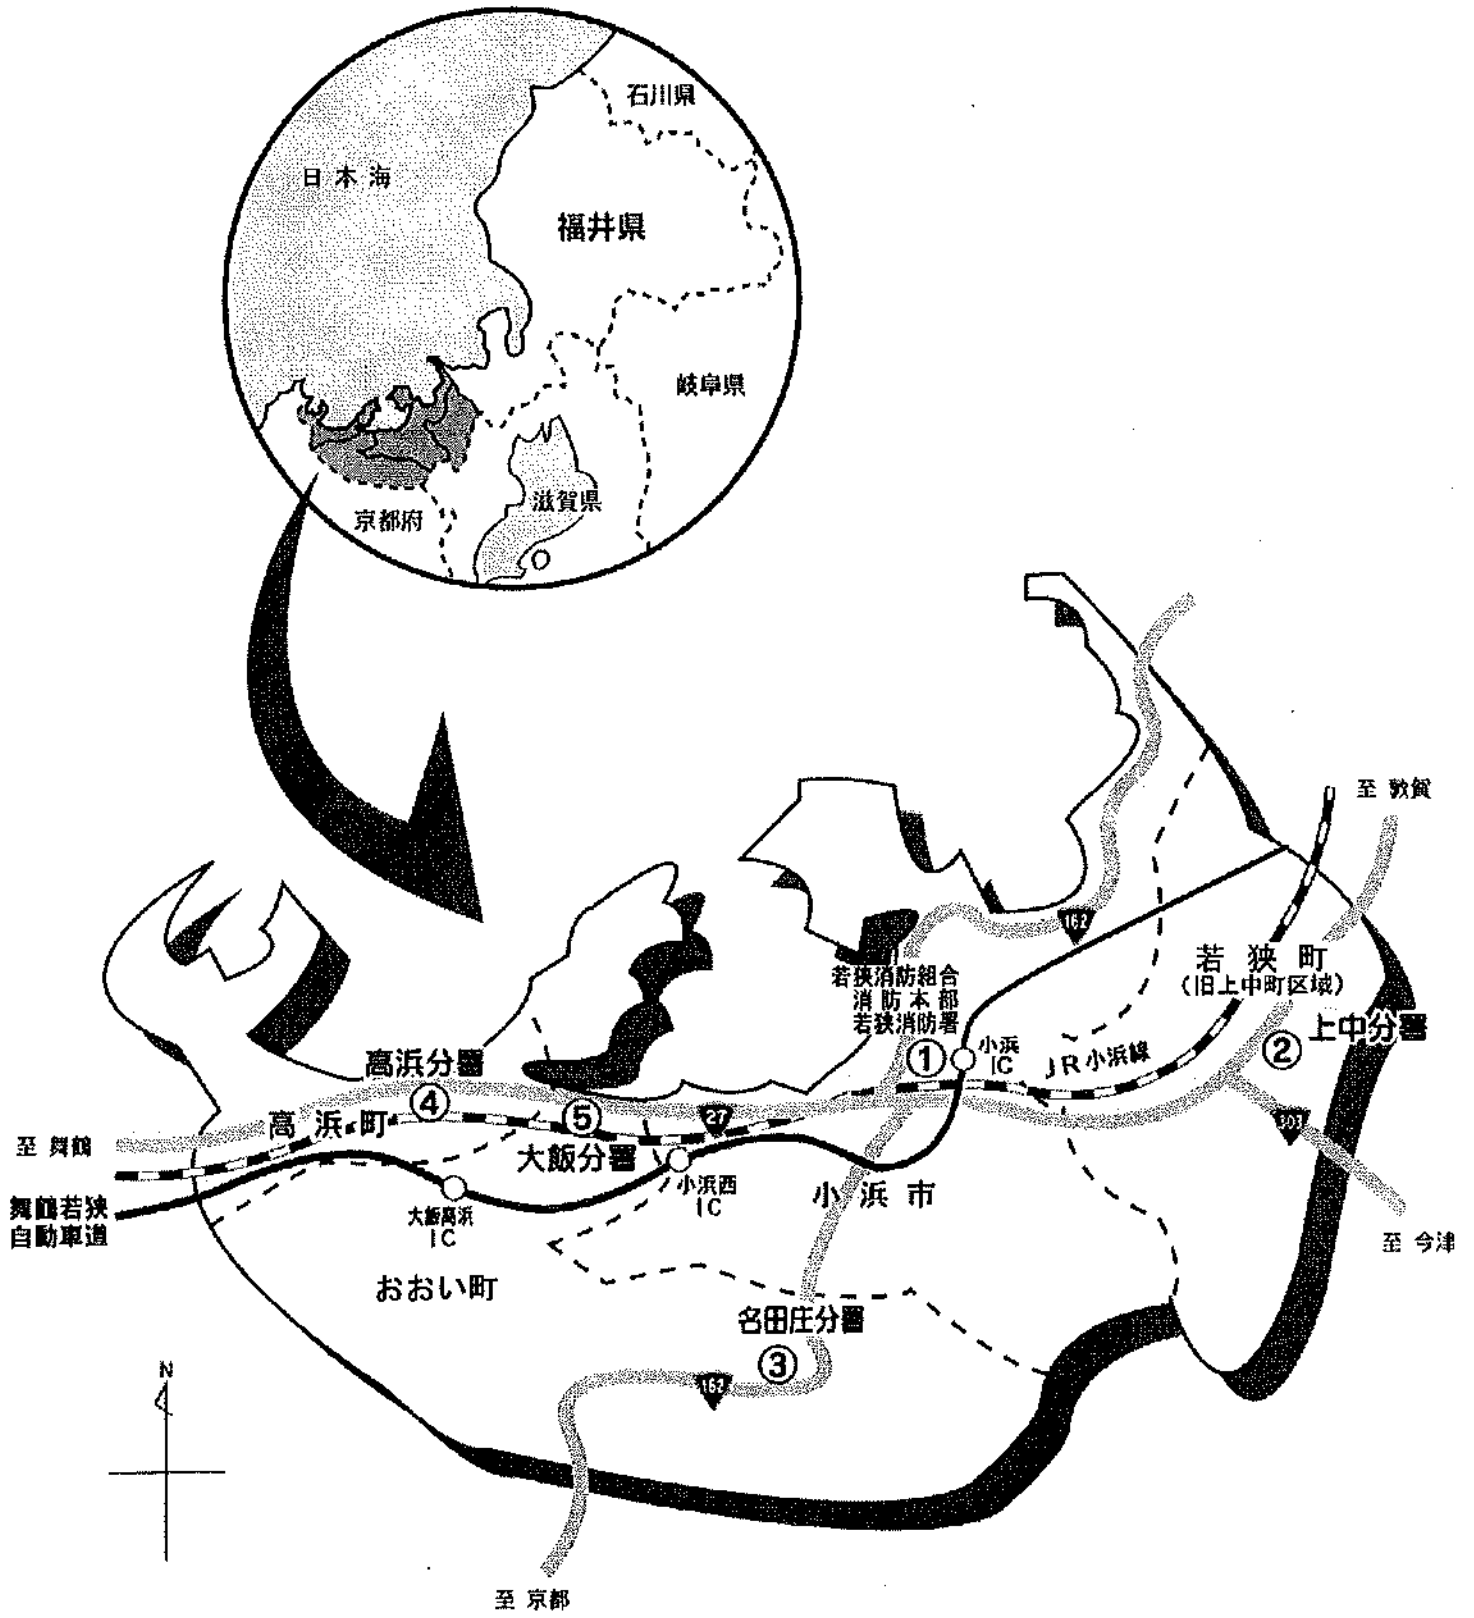 石川県
日本海
福井県
岐阜県
滋賀県
京都府
至 敦賀
162
若狭町
(旧上中町区域)
若狭消防組合
消防本部
若狭消防署
①
小浜
IC
JR小浜線
②
上中分署
高浜分署
④
⑤
27
303
高浜町
至 舞鶴
大飯分署
舞鶴若狭
自動車道
大飯高浜
IC
小浜西
IC
小浜市
至 今津
おおい町
名田庄分署
③
162
N
至 京都